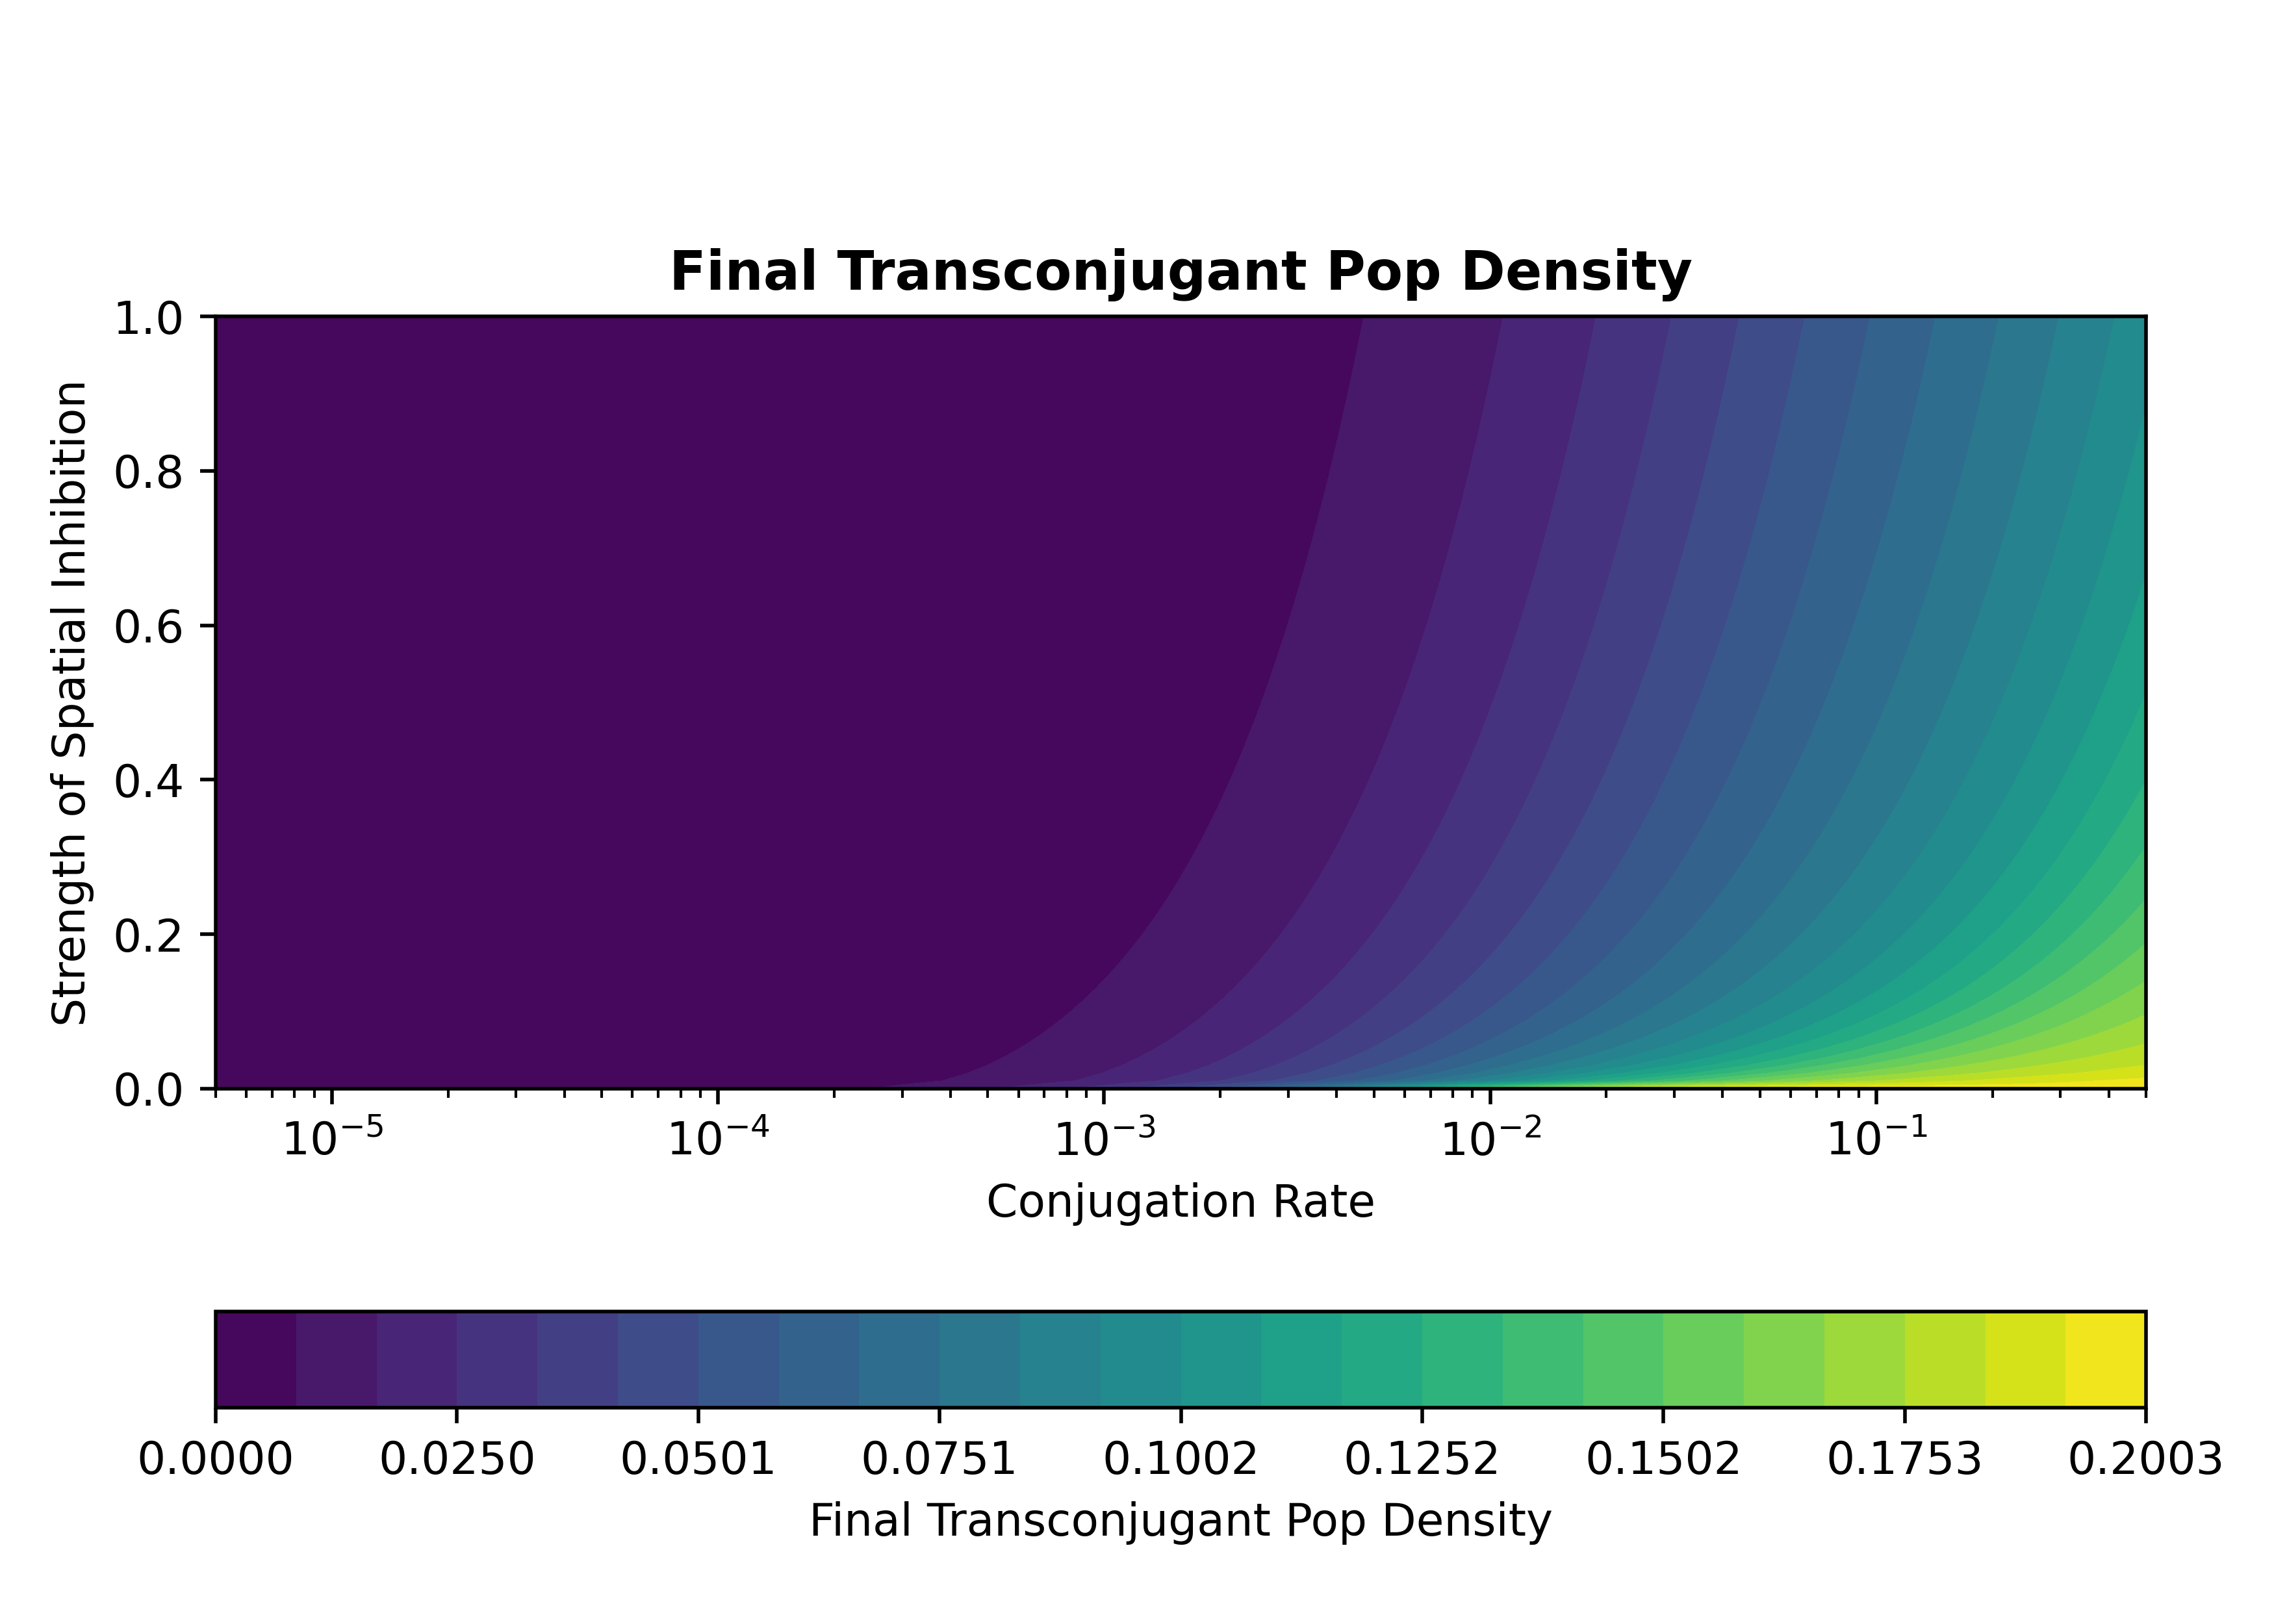 Final Transconjugant Pop Density
1.0
0.8
0.6
0.4
0.2
0.0
Strength of Spatial Inhibition
10⁻⁵ 10⁻⁴ 10⁻³ 10⁻² 10⁻¹
Conjugation Rate
0.0000 0.0250 0.0501 0.0751 0.1002 0.1252 0.1502 0.1753 0.2003
Final Transconjugant Pop Density